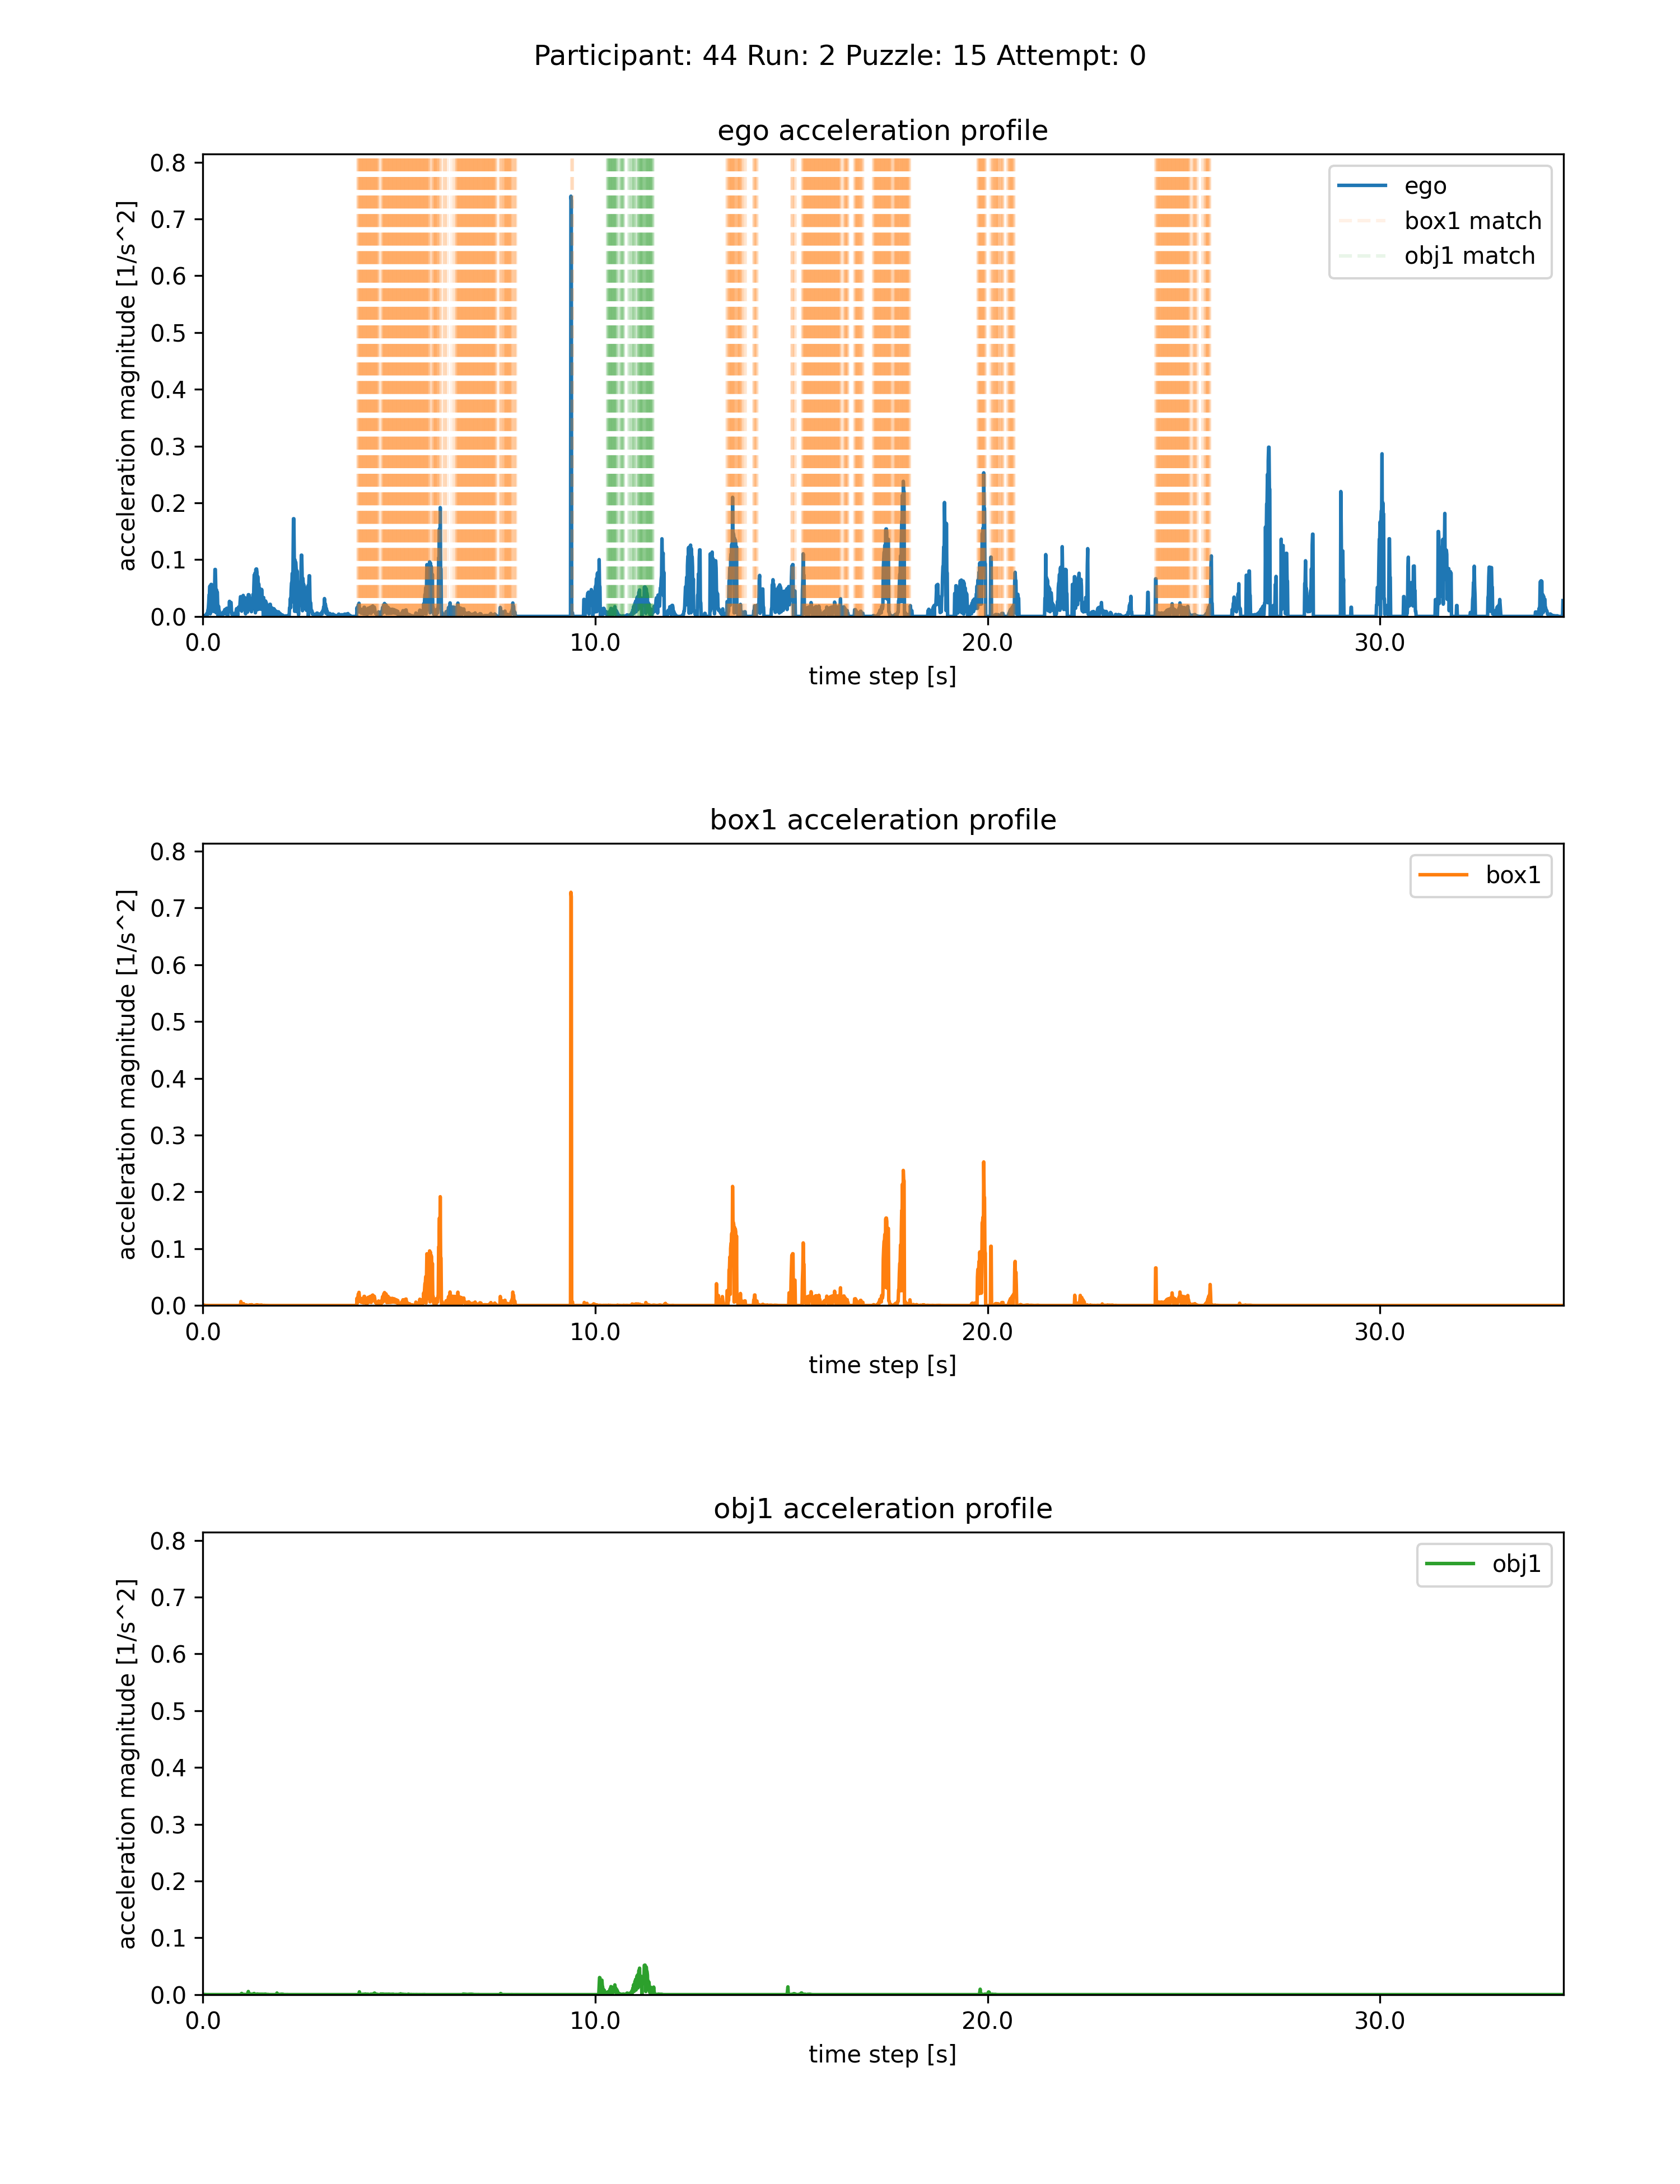 Participant: 44 Run: 2 Puzzle: 15 Attempt: 0
ego acceleration profile
acceleration magnitude [1/s^2]
0.8
0.7
0.6
0.5
0.4
0.3
0.2
0.1
0.0
ego
box1 match
obj1 match
0.0 10.0 20.0 30.0
time step [s]
box1 acceleration profile
acceleration magnitude [1/s^2]
0.8
0.7
0.6
0.5
0.4
0.3
0.2
0.1
0.0
box1
0.0 10.0 20.0 30.0
time step [s]
obj1 acceleration profile
acceleration magnitude [1/s^2]
0.8
0.7
0.6
0.5
0.4
0.3
0.2
0.1
0.0
obj1
0.0 10.0 20.0 30.0
time step [s]